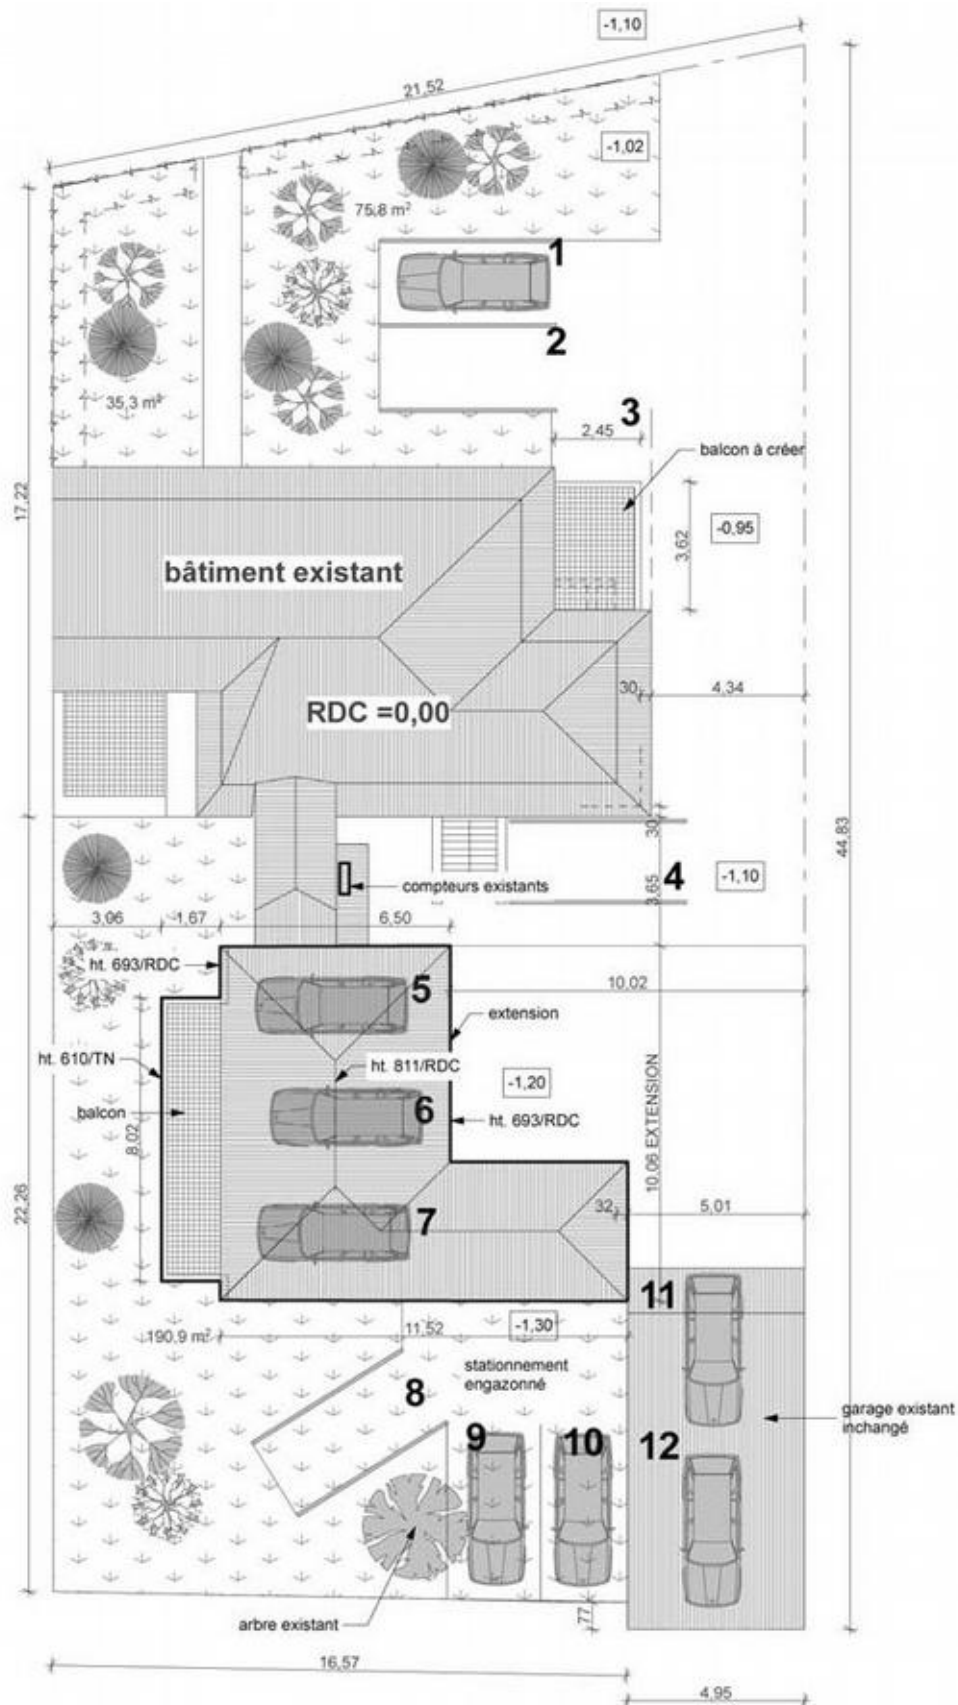 -1,10
21,52
-1,02
75,8 m²
1
2
3
2,45
balcon à créer
35,3 m²
17,22
-0,95
3,62
bâtiment existant
RDC =0,00
30
4,34
44,83
30
4
3,65
-1,10
compteurs existants
3,06
1,67
6,50
ht. 693/RDC
5
10,02
extension
ht. 610/TN
ht. 811/RDC
-1,20
balcon
6
ht. 693/RDC
8,02
10,06 EXTENSION
22,26
7
32
5,01
11
190,9 m²
11,52
-1,30
stationnement
engazonné
8
garage existant
inchangé
9
10
12
arbre existant
77
16,57
4,95